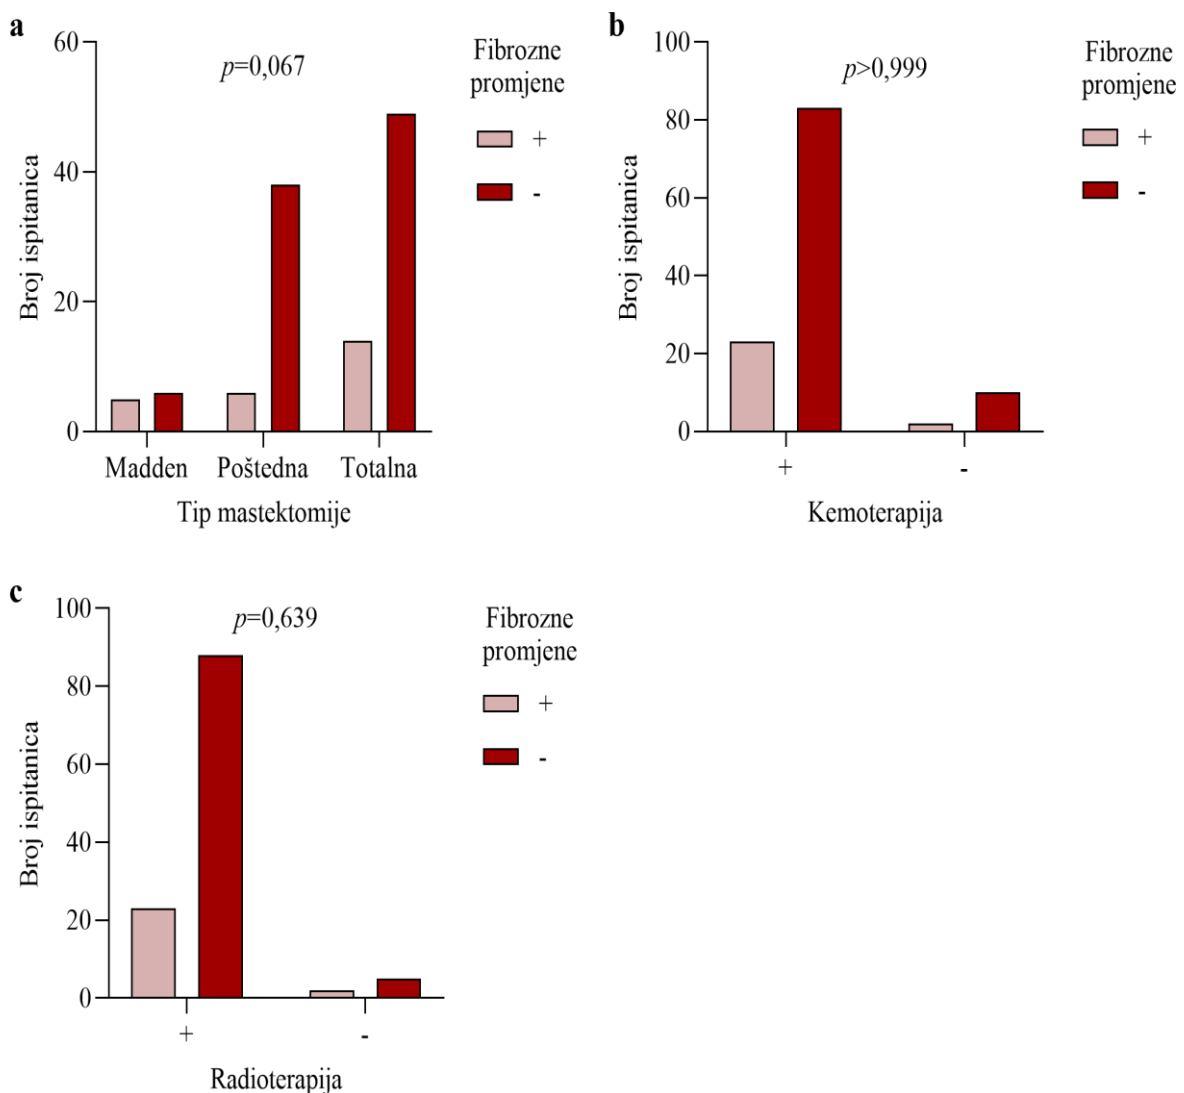 a
60
40
20
0
Broj ispitanica
p=0,067
Fibrozne
promjene
+
-
Madden Poštedna Totalna
Tip mastektomije
b
100
80
60
40
20
0
Broj ispitanica
p>0,999
Fibrozne
promjene
+
-
+ -
Kemoterapija
c
100
80
60
40
20
0
Broj ispitanica
p=0,639
Fibrozne
promjene
+
-
+ -
Radioterapija